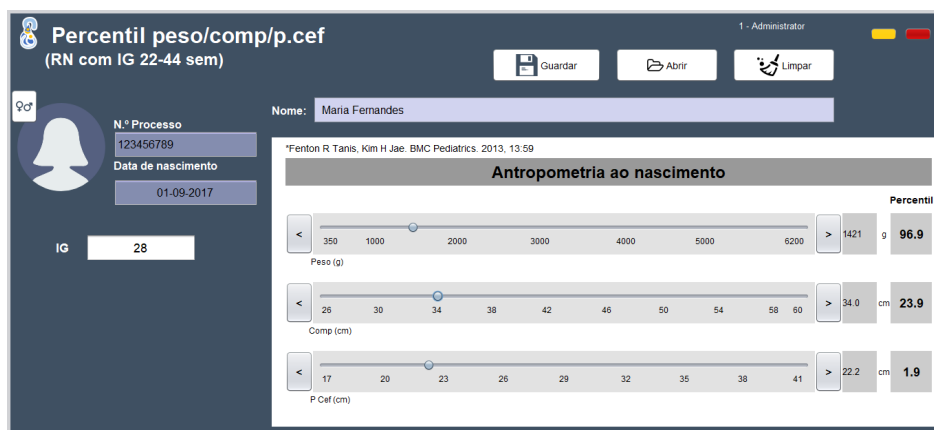 Percentil peso/comp/p.cef
(RN com IG 22-44 sem)
1 - Administrator
Guardar
Abrir
Limpar
Nome: Maria Fernandes
N.º Processo
123456789
Data de nascimento
01-09-2017
IG 28
*Fenton R Tanis, Kim H Jae. BMC Pediatrics. 2013, 13:59
Antropometria ao nascimento
Percentil
< 350 1000 2000 3000 4000 5000 6200 > 1421 g 96.9
Peso (g)
< 26 30 34 38 42 46 50 54 58 60 > 34.0 cm 23.9
Comp (cm)
< 17 20 23 26 29 32 35 38 41 > 22.2 cm 1.9
P Cef (cm)